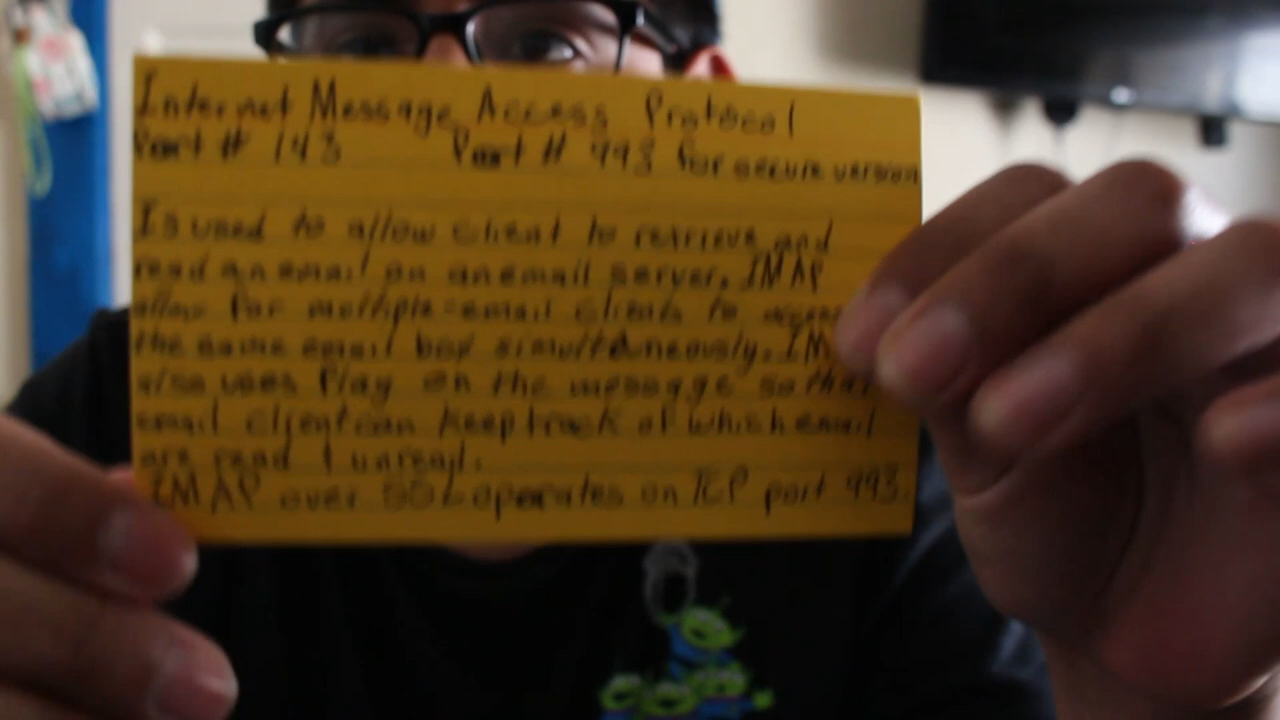 Internet Message Access Protocol
Port # 143 Port # 993 for secure version
Is used to allow client to retrieve and
read an email on an email server. IMAP
allow for multiple-email clients to access
the same email box simultaneously. IM
also uses flag on the message so that
email client can keep track of which email
are read + unread.
IMAP over SSL operates on TCP port 993.